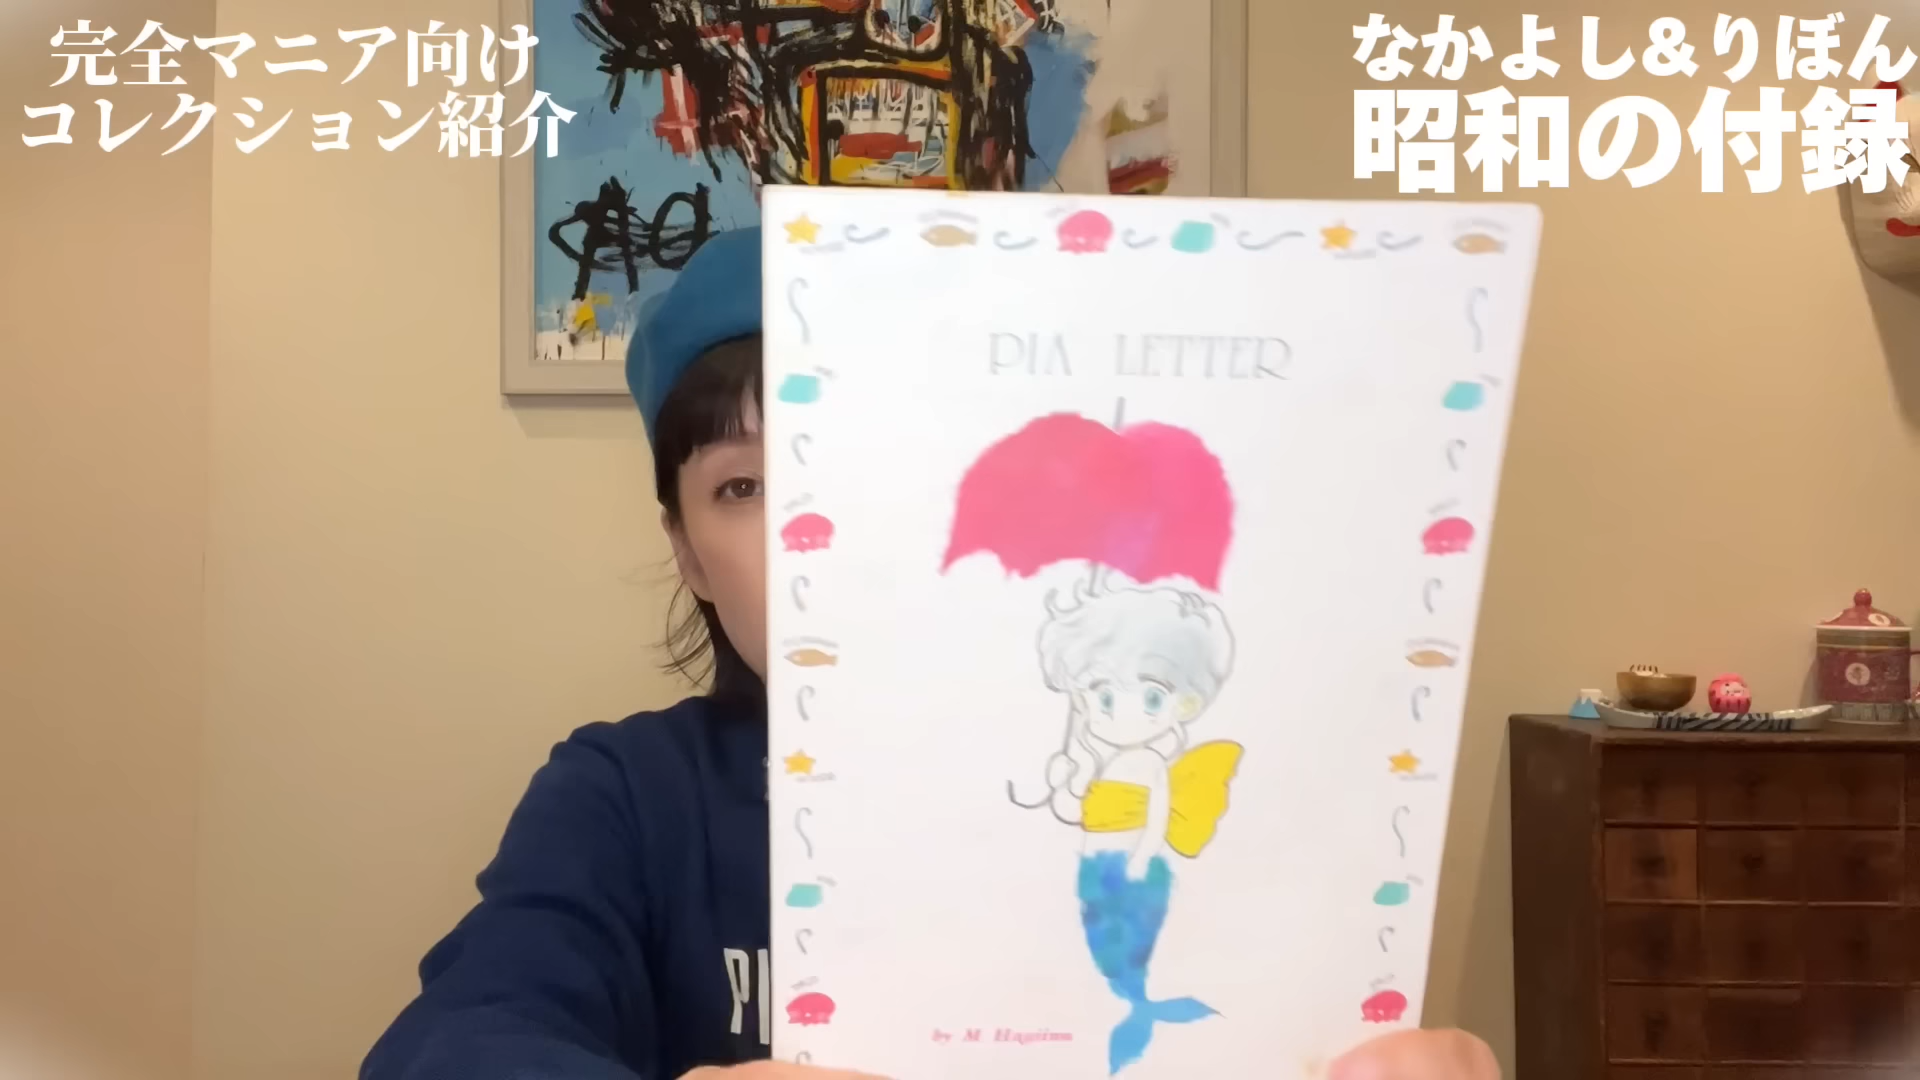 完全マニア向け
コレクション紹介
なかよし&りぼん
昭和の付録
PIA LETTER
by M